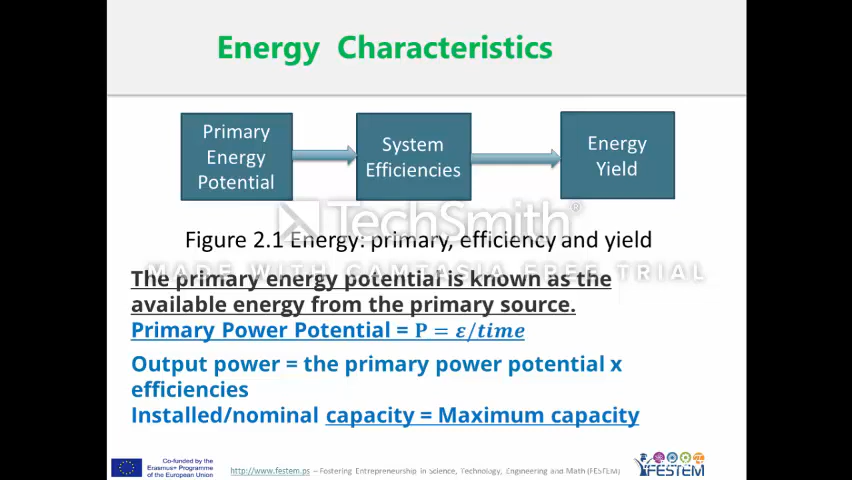 Energy Characteristics
Primary
Energy
Potential
System
Efficiencies
Energy
Yield
TechSmith®
Figure 2.1 Energy: primary, efficiency and yield
MADE WITH CAMTASIA FREE TRIAL
The primary energy potential is known as the
available energy from the primary source.
Primary Power Potential = P = ε/time
Output power = the primary power potential x
efficiencies
Installed/nominal capacity = Maximum capacity
Co-funded by the
Erasmus+ Programme
of the European Union
http://www.festem.ps – Fostering Entrepreneurship in Science, Technology, Engineering and Math (FESTEM)
FESTEM